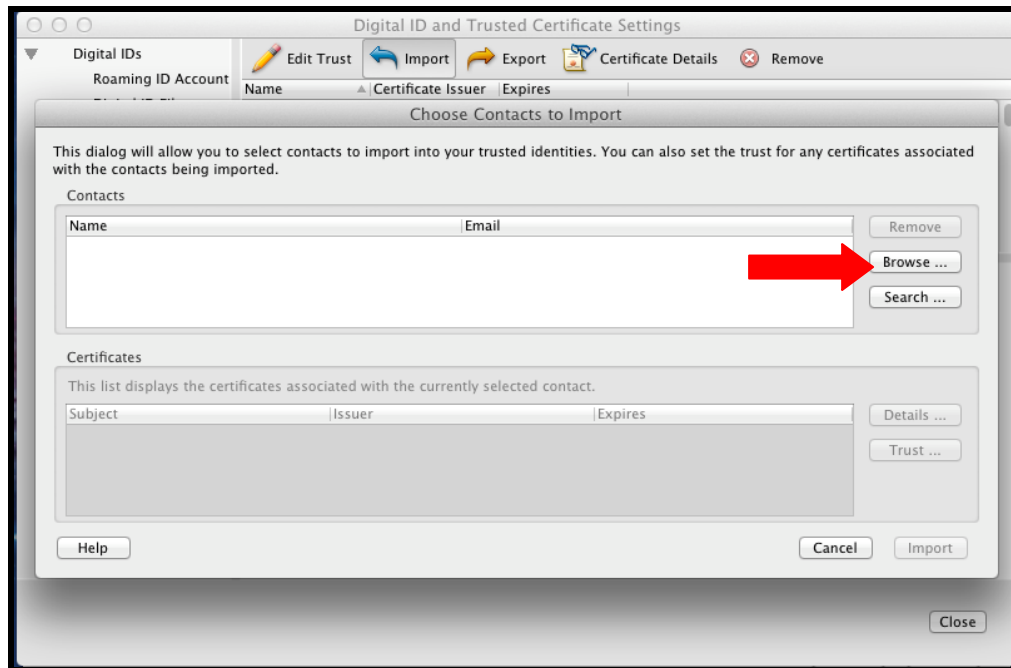 Digital ID and Trusted Certificate Settings
Digital IDs
Roaming ID Account
Edit Trust
Import
Export
Certificate Details
Remove
Name
Certificate Issuer
Expires
Choose Contacts to Import
This dialog will allow you to select contacts to import into your trusted identities. You can also set the trust for any certificates associated
with the contacts being imported.
Contacts
Name
Email
Remove
Browse ...
Search ...
Certificates
This list displays the certificates associated with the currently selected contact.
Subject
Issuer
Expires
Details ...
Trust ...
Help
Cancel
Import
Close